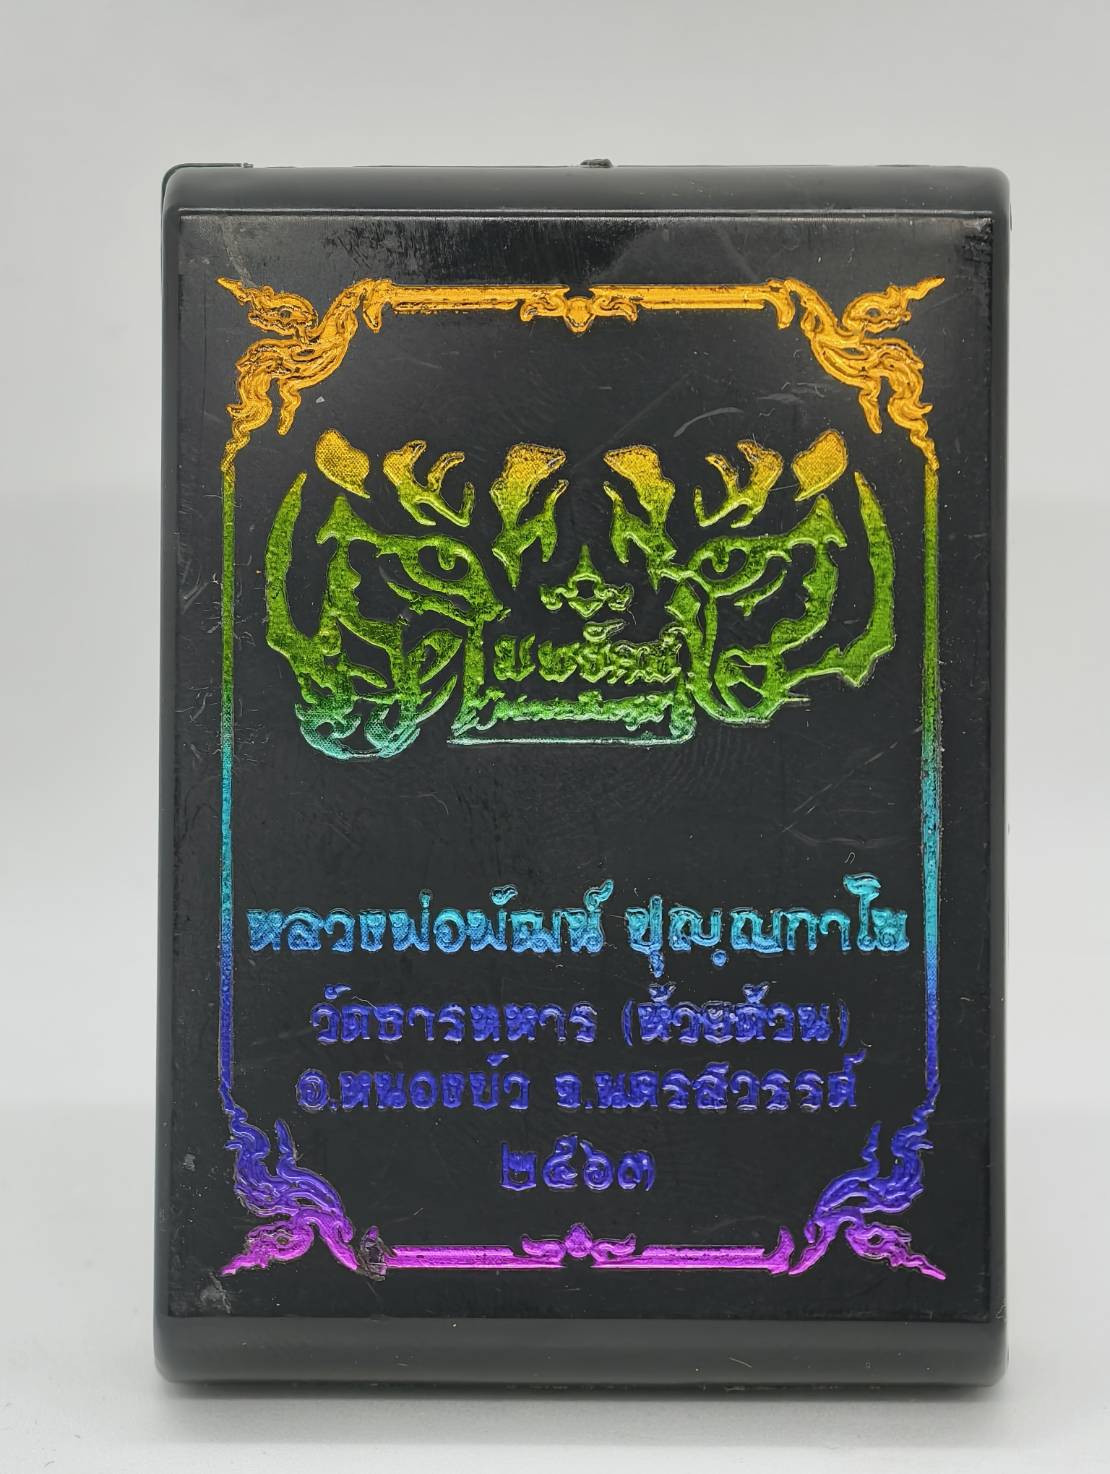 หลวงพ่อพัฒน์ ปุญฺญกาโม
วัดธารทหาร (ห้วยด้วน)
อ.หนองบัว จ.นครสวรรค์
๒๕๖๓